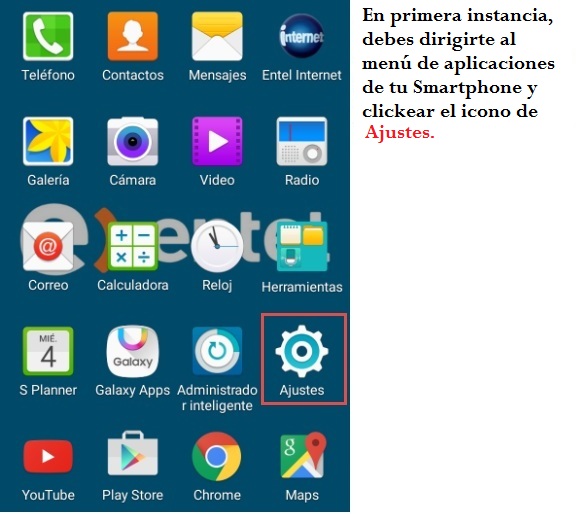 En primera instancia,
debes dirigirte al
menú de aplicaciones
de tu Smartphone y
clickear el icono de
Ajustes.
internet
Teléfono
Contactos
Mensajes
Entel Internet
Galería
Cámara
Video
Radio
entel
@
Correo
Calculadora
Reloj
Herramientas
MIÉ.
4
Galaxy
S Planner
Galaxy Apps
Administrado
r inteligente
Ajustes
g
YouTube
Play Store
Chrome
Maps